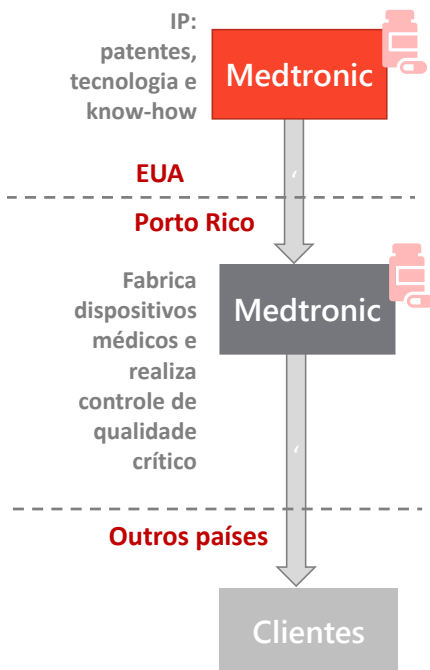 IP:
patentes,
tecnologia e
know-how
Medtronic
EUA
Porto Rico
Fabrica
dispositivos
médicos e
realiza
controle de
qualidade
crítico
Medtronic
Outros países
Clientes